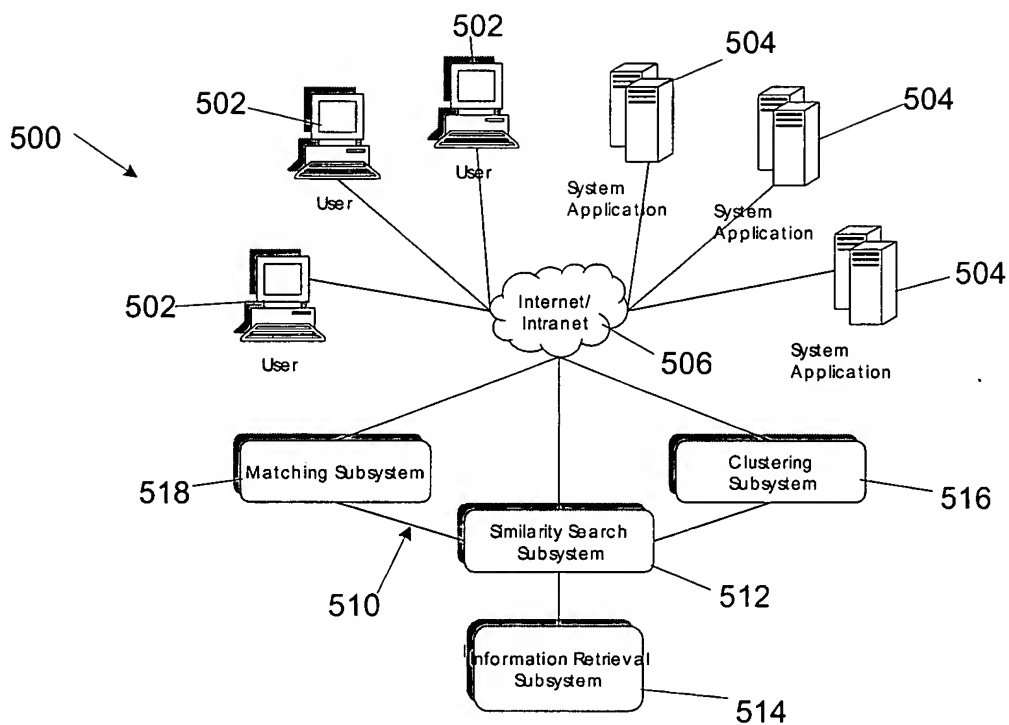 502
502
504
504
500
User
User
System
Application
System
Application
504
502
Internet/
Intranet
506
User
System
Application
Matching Subsystem
Clustering
Subsystem
518
516
Similarity Search
Subsystem
510
512
Information Retrieval
Subsystem
514